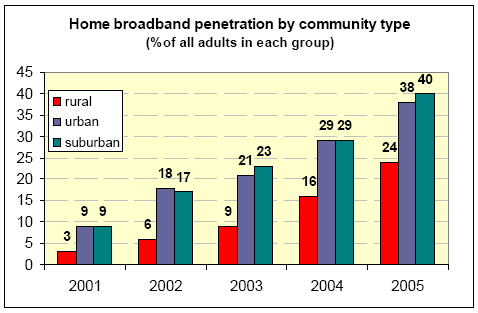 Home broadband penetration by community type
(% of all adults in each group)
45
40
35
30
25
20
15
10
5
0
rural
urban
suburban
3 9 9
6 18 17
9 21 23
16 29 29
24 38 40
2001 2002 2003 2004 2005